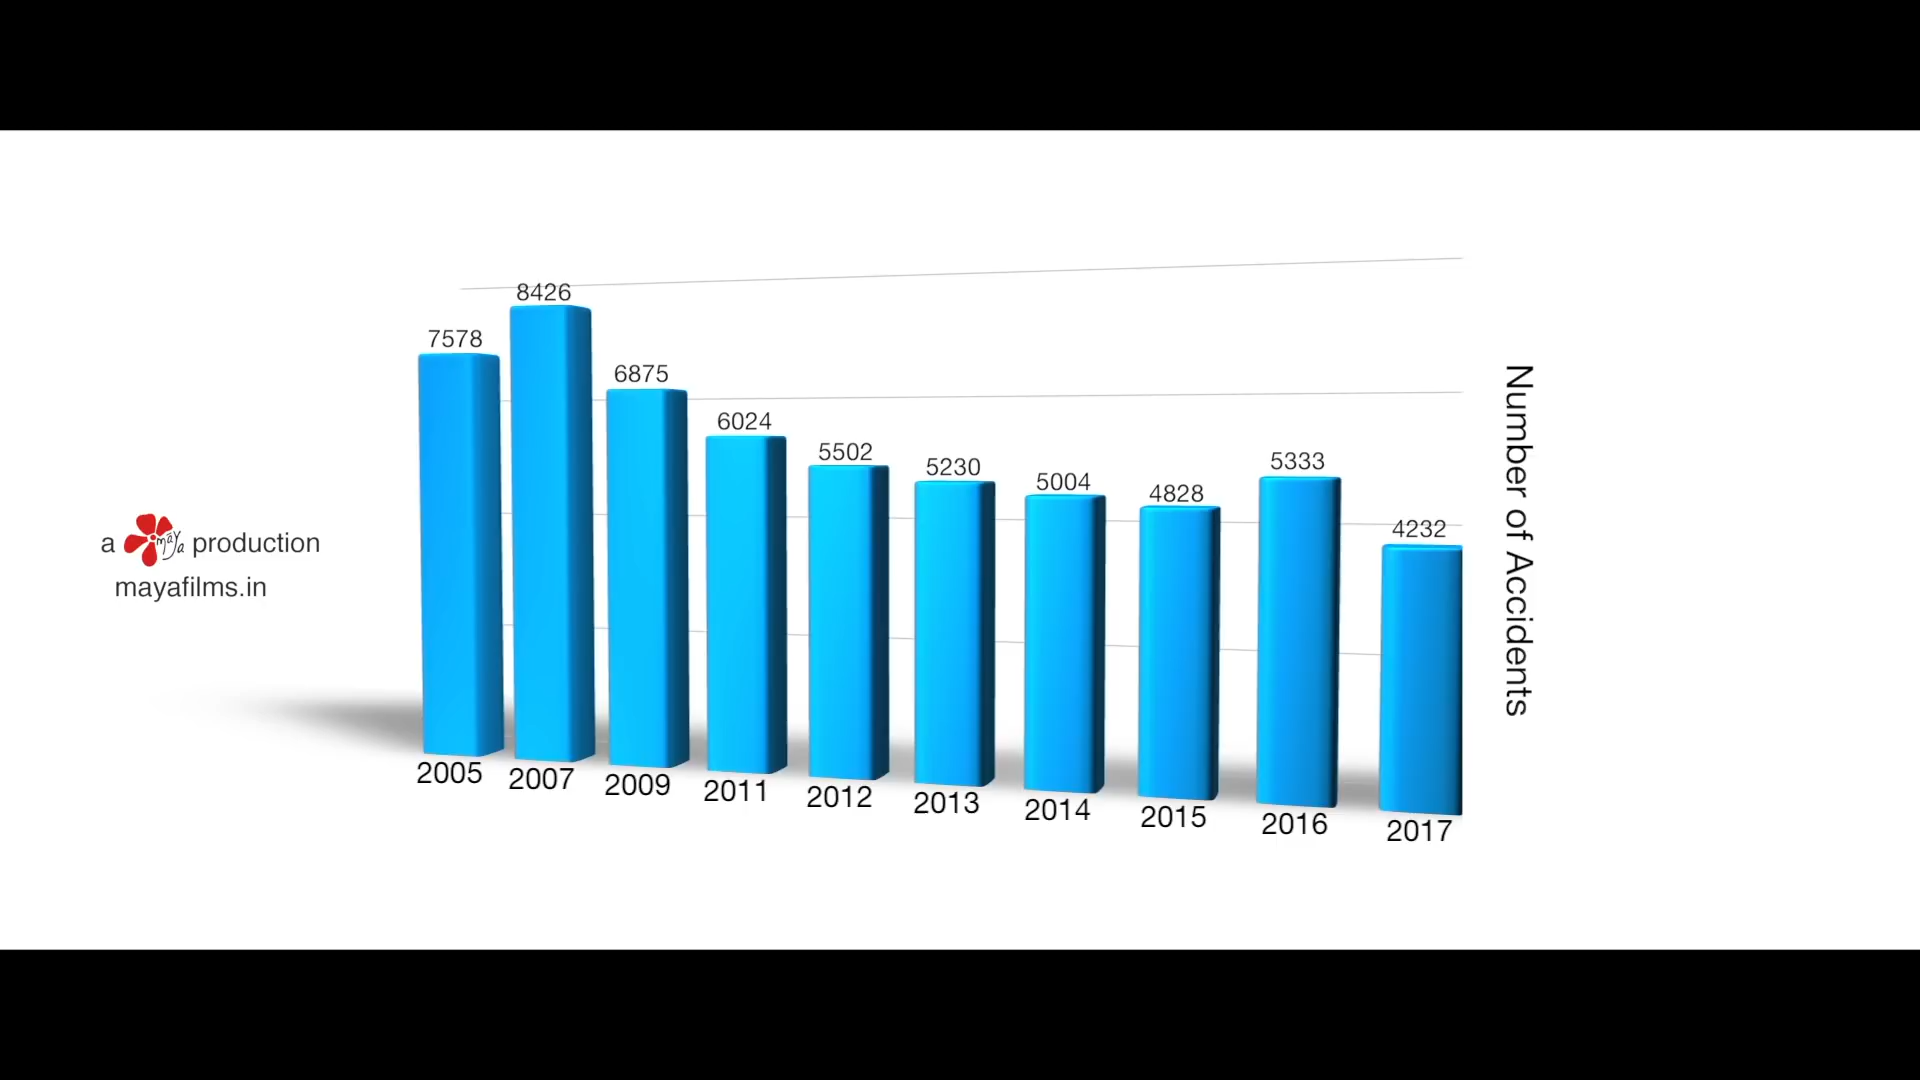 8426
7578
6875
6024
5502
5230
5004
4828
5333
4232
Number of Accidents
a maya production
mayafilms.in
2005 2007 2009 2011 2012 2013 2014 2015 2016 2017